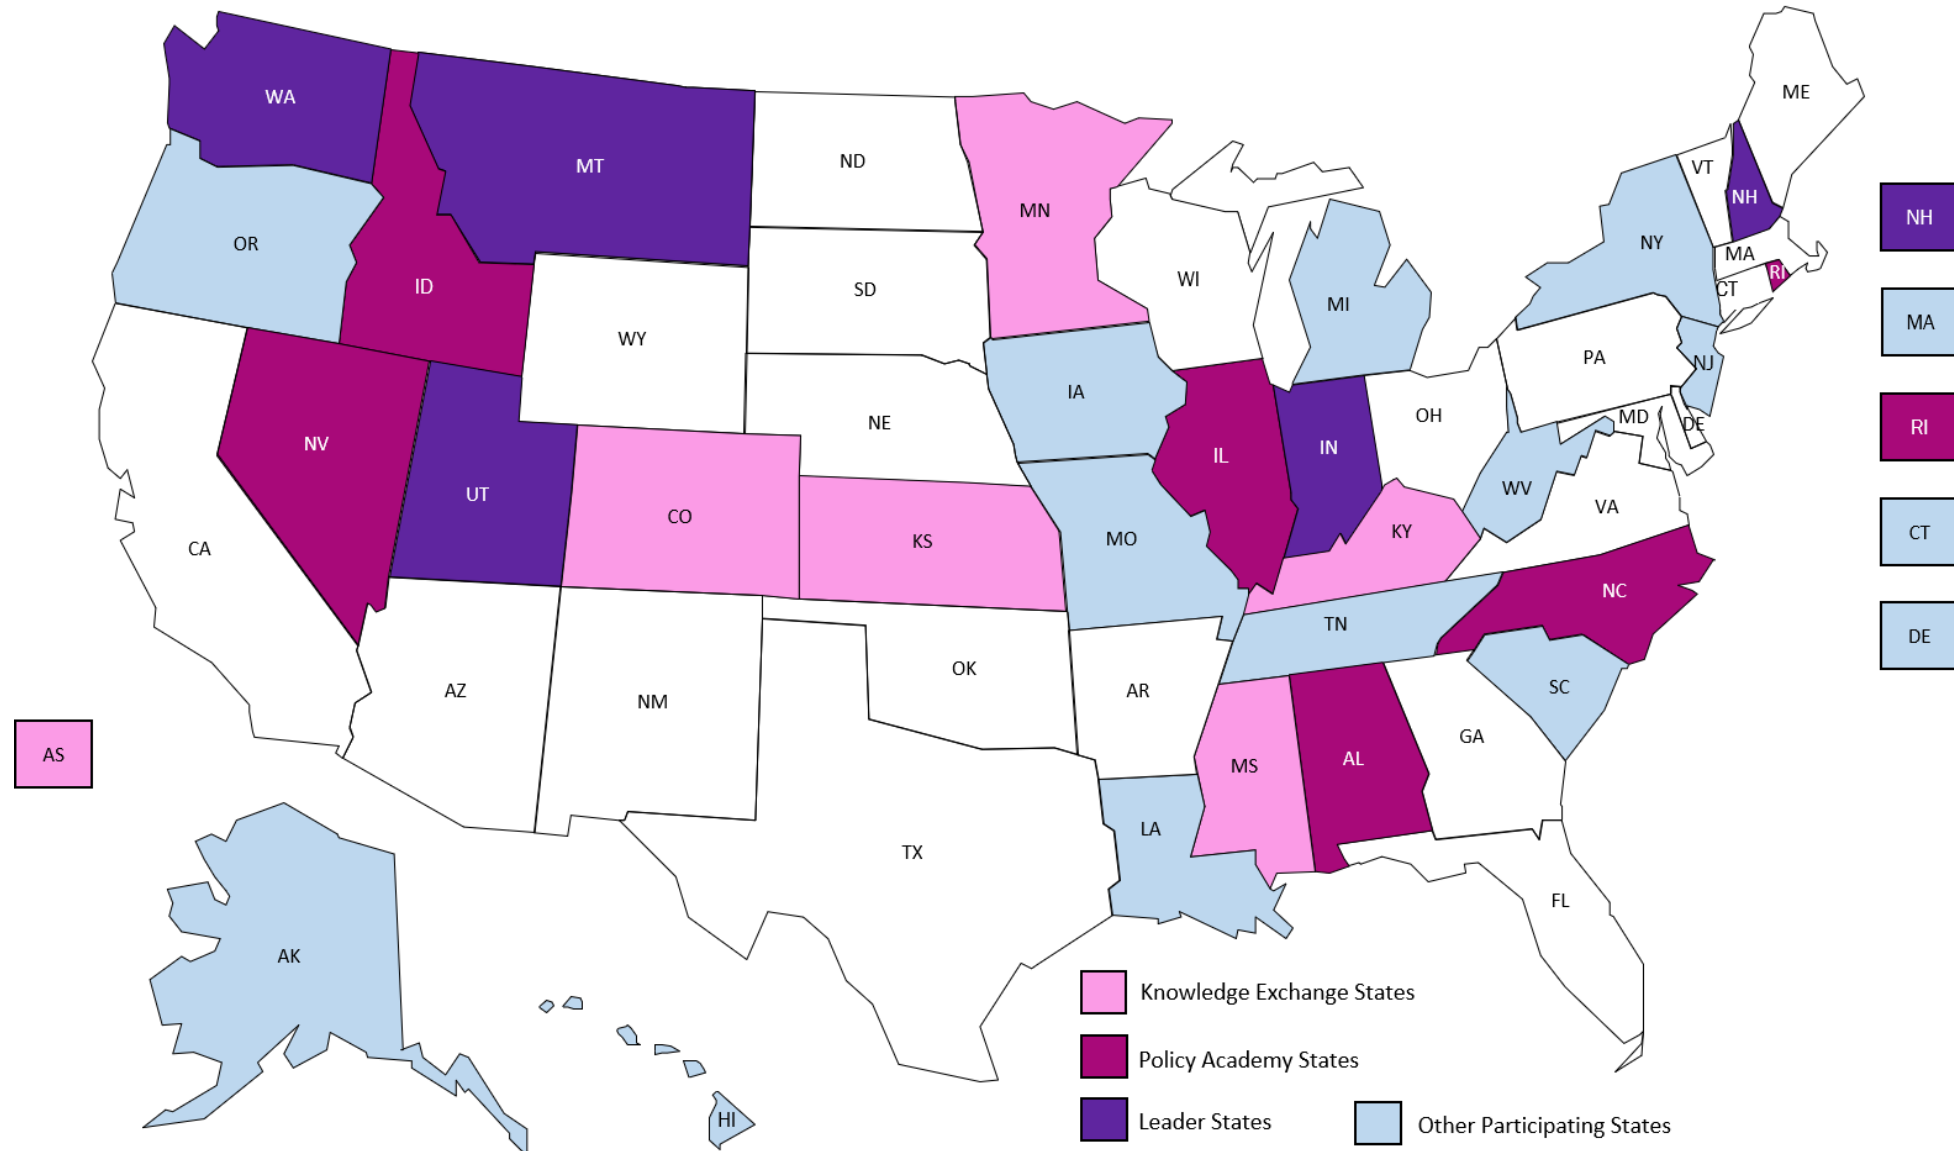 ME
WA
MT
ND
VT
NH
NH
MN
OR
NY
MA
RI
WI
ID
SD
CT
MI
MA
WY
PA
NJ
IA
NE
OH
MD
DE
RI
NV
IL
IN
UT
WV
CO
VA
KS
KY
CT
MO
CA
NC
TN
DE
OK
AZ
AR
SC
NM
GA
AS
MS
AL
LA
TX
FL
AK
Knowledge Exchange States
Policy Academy States
HI
Leader States
Other Participating States